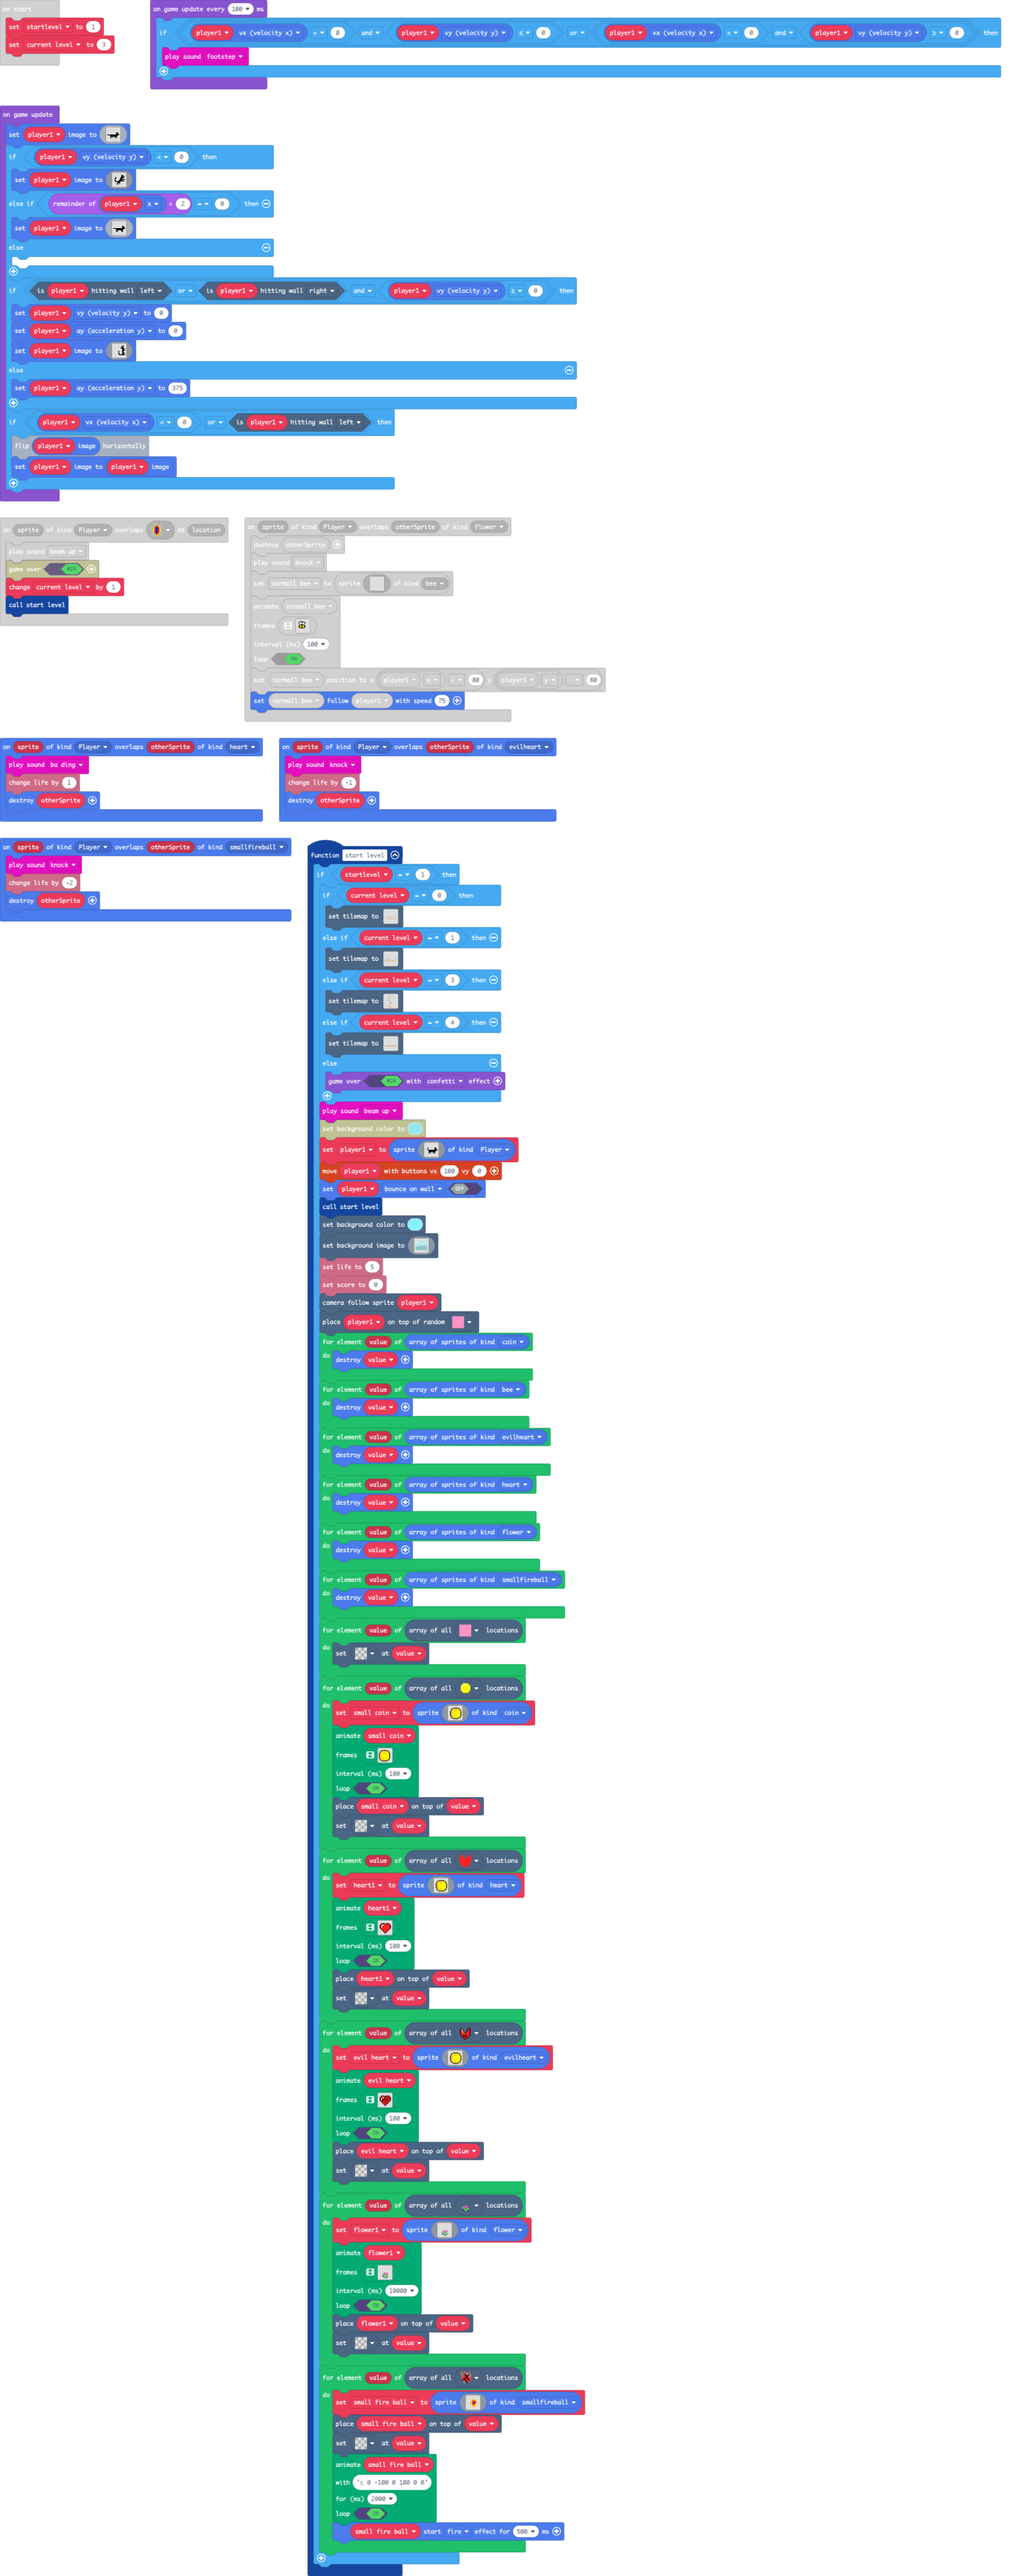 on start
set startlevel to 1
set current level to 3
on game update every 100 ms
if player1 vx (velocity x) > 0 and player1 vy (velocity y) ≤ 0 or player1 vx (velocity x) < 0 and player1 vy (velocity y) ≥ 0 then
play sound footstep
on game update
set player1 image to
if player1 vy (velocity y) < 0 then
set player1 image to
else if remainder of player1 x ÷ 2 = 0 then
set player1 image to
else
if is player1 hitting wall left or is player1 hitting wall right and player1 vy (velocity y) ≥ 0 then
set player1 vy (velocity y) to 0
set player1 ay (acceleration y) to 0
set player1 image to
else
set player1 ay (acceleration y) to 375
if player1 vx (velocity x) < 0 or is player1 hitting wall left then
flip player1 image horizontally
set player1 image to player1 image
on sprite of kind Player overlaps at location
play sound beam up
game over WIN
change current level by 1
call start level
on sprite of kind Player overlaps otherSprite of kind flower
destroy otherSprite
play sound knock
set normall bee to sprite of kind bee
animate normall bee
frames
interval (ms) 100
loop ON
set normall bee position to x player1 x + 80 y player1 y - 80
set normall bee follow player1 with speed 75
on sprite of kind Player overlaps otherSprite of kind heart
play sound ba ding
change life by 1
destroy otherSprite
on sprite of kind Player overlaps otherSprite of kind evilheart
play sound knock
change life by -1
destroy otherSprite
on sprite of kind Player overlaps otherSprite of kind smallfireball
play sound knock
change life by -2
destroy otherSprite
function start level
if startlevel = 1 then
if current level = 0 then
set tilemap to
else if current level = 1 then
set tilemap to
else if current level = 3 then
set tilemap to
else if current level = 4 then
set tilemap to
else
game over WIN with confetti effect
play sound beam up
set background color to
set player1 to sprite of kind Player
move player1 with buttons vx 100 vy 0
set player1 bounce on wall OFF
call start level
set background color to
set background image to
set life to 5
set score to 0
camera follow sprite player1
place player1 on top of random
for element value of array of sprites of kind coin
do destroy value
for element value of array of sprites of kind bee
do destroy value
for element value of array of sprites of kind evilheart
do destroy value
for element value of array of sprites of kind heart
do destroy value
for element value of array of sprites of kind flower
do destroy value
for element value of array of sprites of kind smallfireball
do destroy value
for element value of array of all locations
do set at value
for element value of array of all locations
do set small coin to sprite of kind coin
animate small coin
frames
interval (ms) 100
loop ON
place small coin on top of value
set at value
for element value of array of all locations
do set heart1 to sprite of kind heart
animate heart1
frames
interval (ms) 100
loop ON
place heart1 on top of value
set at value
for element value of array of all locations
do set evil heart to sprite of kind evilheart
animate evil heart
frames
interval (ms) 100
loop ON
place evil heart on top of value
set at value
for element value of array of all locations
do set flower1 to sprite of kind flower
animate flower1
frames
interval (ms) 10000
loop ON
place flower1 on top of value
set at value
for element value of array of all locations
do set small fire ball to sprite of kind smallfireball
place small fire ball on top of value
set at value
animate small fire ball
with "c 0 -100 0 100 0 0"
for (ms) 2000
loop ON
small fire ball start fire effect for 500 ms